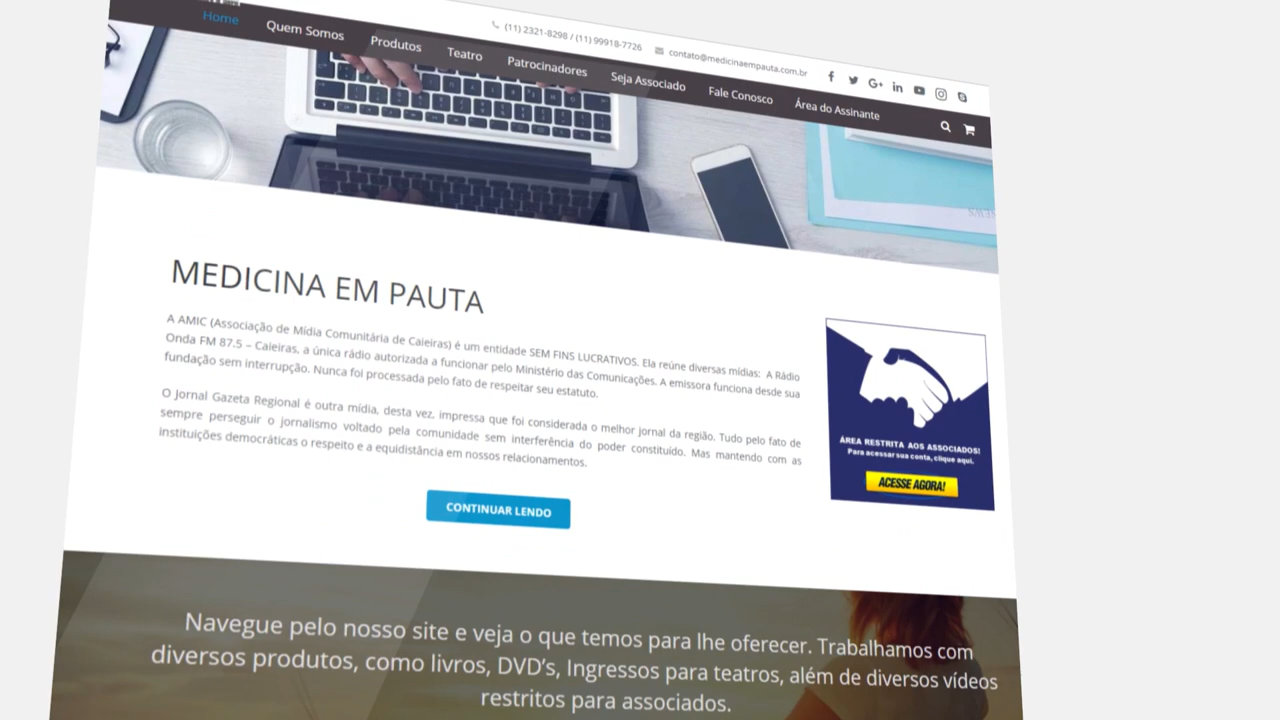 (11) 2321-8298 / (11) 99918-7726 contato@medicinaempauta.com.br
Home Quem Somos Produtos Teatro Patrocinadores Seja Associado Fale Conosco Área do Assinante
MEDICINA EM PAUTA
A AMIC (Associação de Mídia Comunitária de Caieiras) é um entidade SEM FINS LUCRATIVOS. Ela reúne diversas mídias: A Rádio
Onda FM 87.5 – Caieiras, a única rádio autorizada a funcionar pelo Ministério das Comunicações. A emissora funciona desde sua
fundação sem interrupção. Nunca foi processada pelo fato de respeitar seu estatuto.
O Jornal Gazeta Regional é outra mídia, desta vez, impressa que foi considerada o melhor jornal da região. Tudo pelo fato de
sempre perseguir o jornalismo voltado pela comunidade sem interferência do poder constituído. Mas mantendo com as
instituições democráticas o respeito e a equidistância em nossos relacionamentos.
CONTINUAR LENDO
ÁREA RESTRITA AOS ASSOCIADOS!
Para acessar sua conta, clique aqui.
ACESSE AGORA!
Navegue pelo nosso site e veja o que temos para lhe oferecer. Trabalhamos com
diversos produtos, como livros, DVD’s, Ingressos para teatros, além de diversos vídeos
restritos para associados.